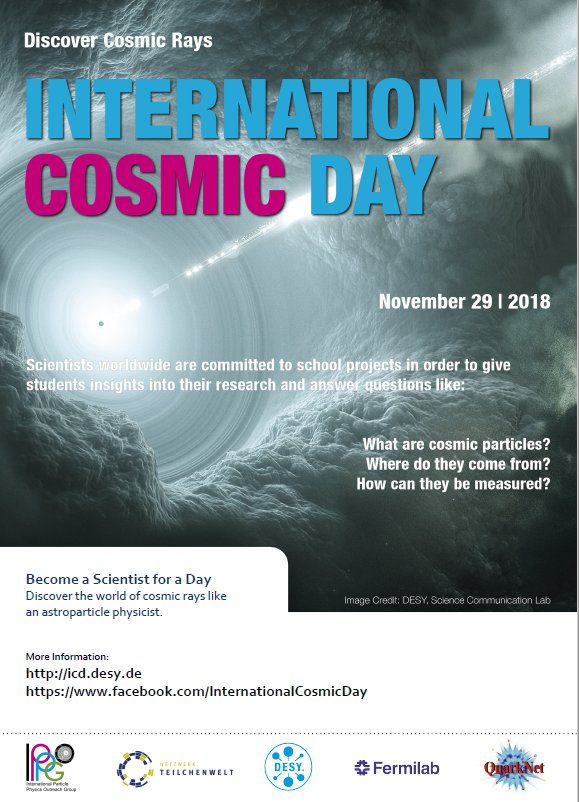 Discover Cosmic Rays
INTERNATIONAL
COSMIC DAY
November 29 | 2018
Scientists worldwide are committed to school projects in order to give
students insights into their research and answer questions like:
What are cosmic particles?
Where do they come from?
How can they be measured?
Become a Scientist for a Day
Discover the world of cosmic rays like
an astroparticle physicist.
Image Credit: DESY, Science Communication Lab
More Information:
http://icd.desy.de
https://www.facebook.com/InternationalCosmicDay
IPPOG
International Particle
Physics Outreach Group
NETZWERK
TEILCHENWELT
DESY.
Fermilab
QuarkNet